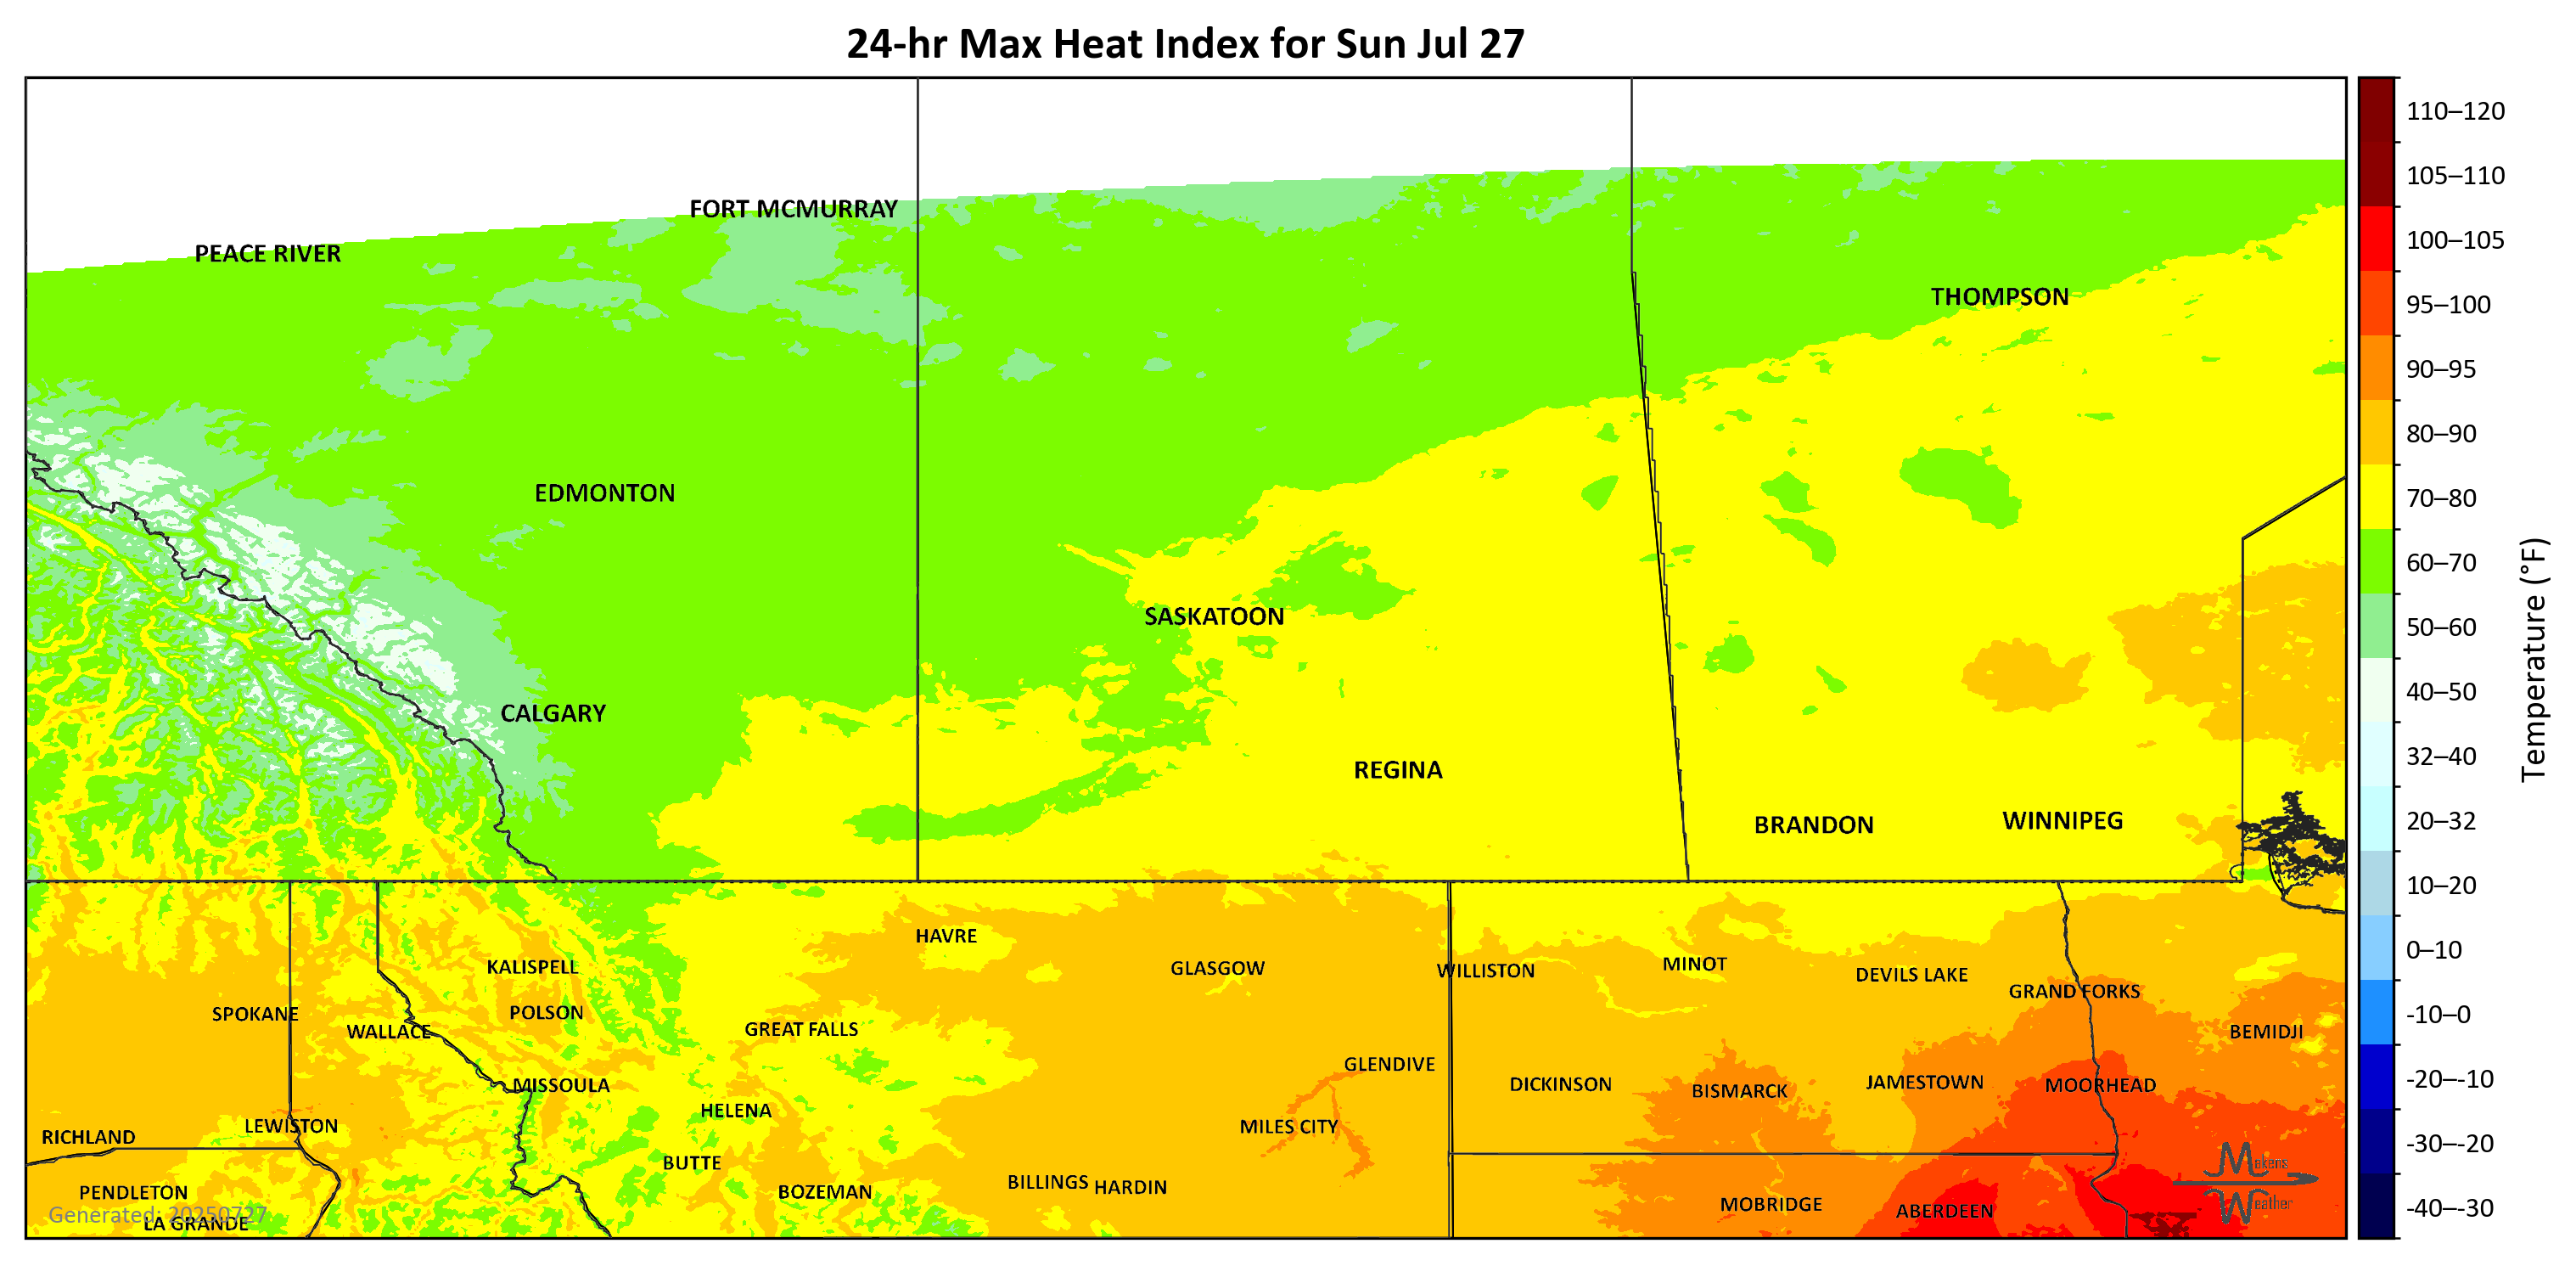 24-hr Max Heat Index for Sun Jul 27
FORT MCMURRAY
PEACE RIVER
THOMPSON
EDMONTON
SASKATOON
CALGARY
REGINA
BRANDON
WINNIPEG
HAVRE
KALISPELL
GLASGOW
WILLISTON
MINOT
DEVILS LAKE
GRAND FORKS
SPOKANE
POLSON
WALLACE
GREAT FALLS
BEMIDJI
GLENDIVE
MISSOULA
DICKINSON
BISMARCK
JAMESTOWN
MOORHEAD
HELENA
LEWISTON
MILES CITY
RICHLAND
BUTTE
BILLINGS
HARDIN
PENDLETON
BOZEMAN
MOBRIDGE
ABERDEEN
Generated: 20250727
LA GRANDE
Makens
Weather
110–120
105–110
100–105
95–100
90–95
80–90
70–80
60–70
50–60
40–50
32–40
20–32
10–20
0–10
-10–0
-20–-10
-30–-20
-40–-30
Temperature (°F)